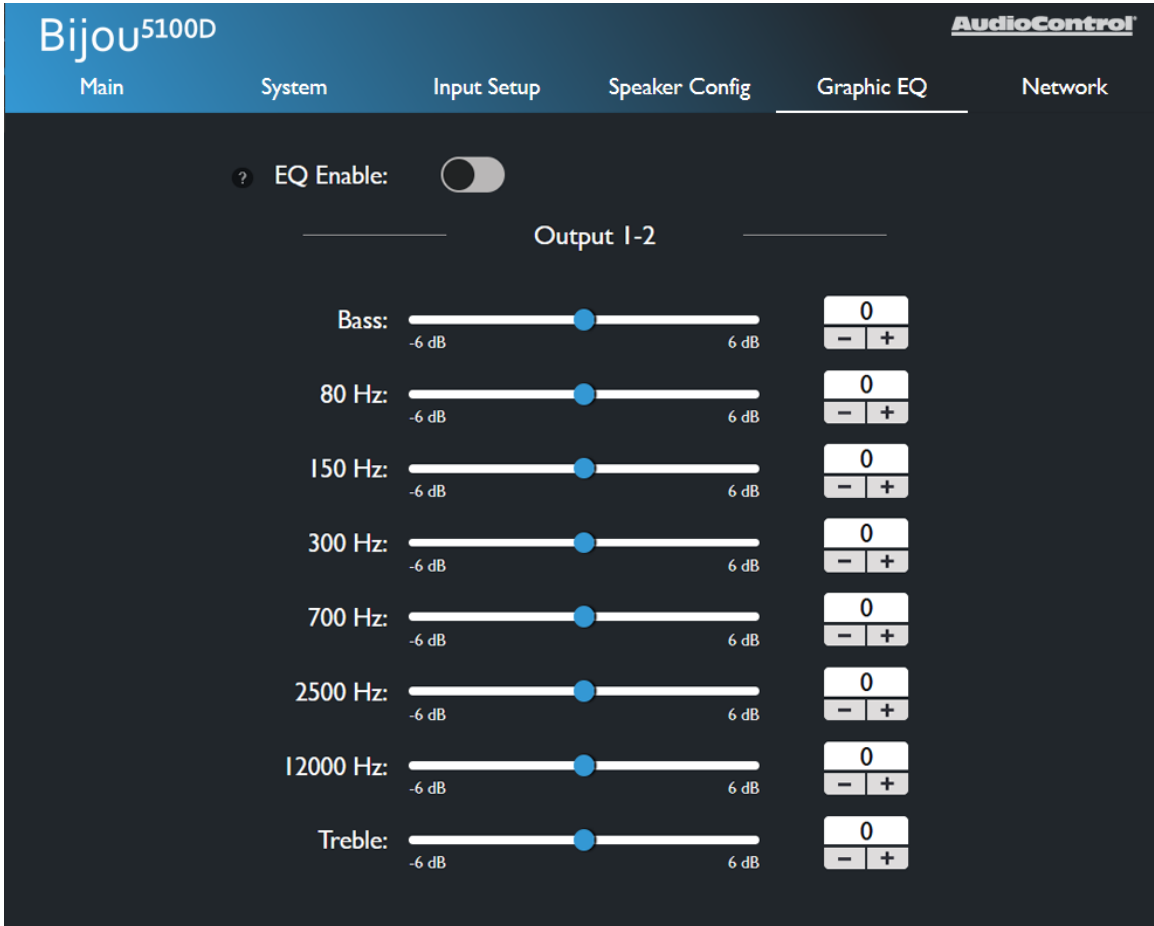 Bijou5100D
AudioControl
Main System Input Setup Speaker Config Graphic EQ Network
? EQ Enable:
Output 1-2
Bass: 0
-6 dB 6 dB − +
80 Hz: 0
-6 dB 6 dB − +
150 Hz: 0
-6 dB 6 dB − +
300 Hz: 0
-6 dB 6 dB − +
700 Hz: 0
-6 dB 6 dB − +
2500 Hz: 0
-6 dB 6 dB − +
12000 Hz: 0
-6 dB 6 dB − +
Treble: 0
-6 dB 6 dB − +